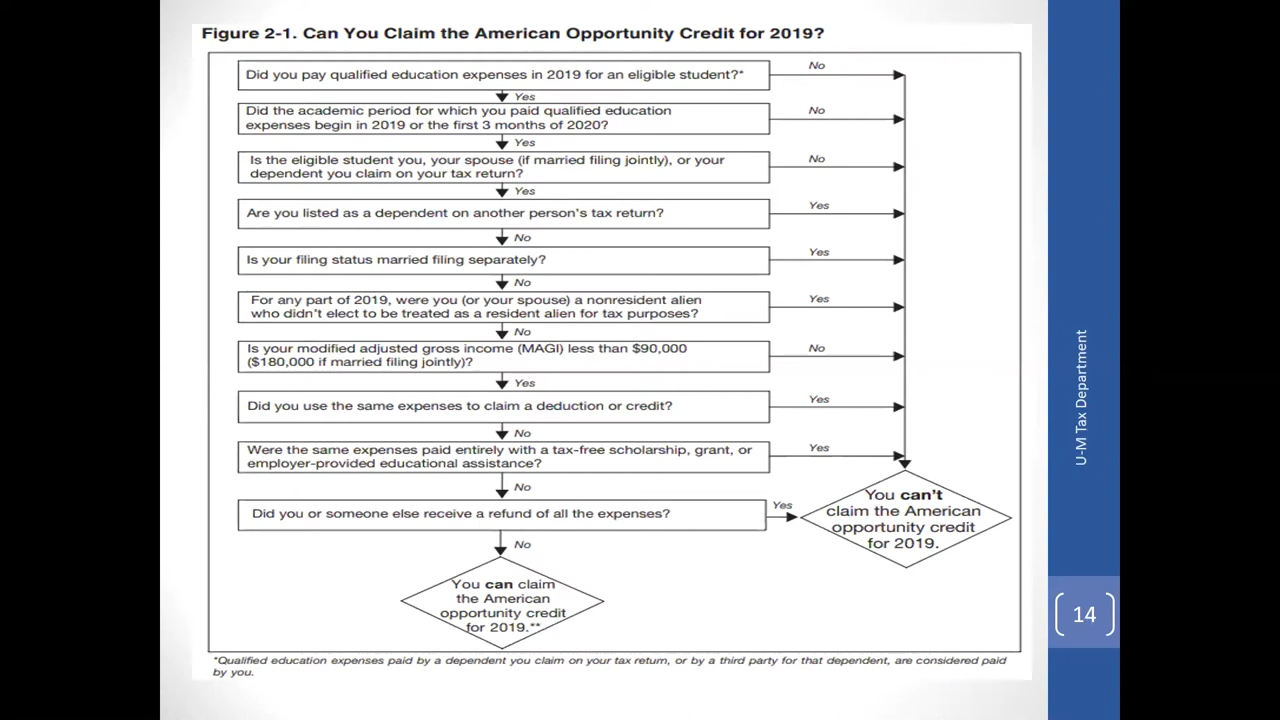 Figure 2-1. Can You Claim the American Opportunity Credit for 2019?
Did you pay qualified education expenses in 2019 for an eligible student?*
No
Yes
Did the academic period for which you paid qualified education
expenses begin in 2019 or the first 3 months of 2020?
No
Yes
Is the eligible student you, your spouse (if married filing jointly), or your
dependent you claim on your tax return?
No
Yes
Are you listed as a dependent on another person's tax return?
Yes
No
Is your filing status married filing separately?
Yes
No
For any part of 2019, were you (or your spouse) a nonresident alien
who didn't elect to be treated as a resident alien for tax purposes?
Yes
No
Is your modified adjusted gross income (MAGI) less than $90,000
($180,000 if married filing jointly)?
No
Yes
Did you use the same expenses to claim a deduction or credit?
Yes
No
Were the same expenses paid entirely with a tax-free scholarship, grant, or
employer-provided educational assistance?
Yes
No
Did you or someone else receive a refund of all the expenses?
Yes
No
You can't
claim the American
opportunity credit
for 2019.
You can claim
the American
opportunity credit
for 2019.**
*Qualified education expenses paid by a dependent you claim on your tax return, or by a third party for that dependent, are considered paid
by you.
U-M Tax Department
14